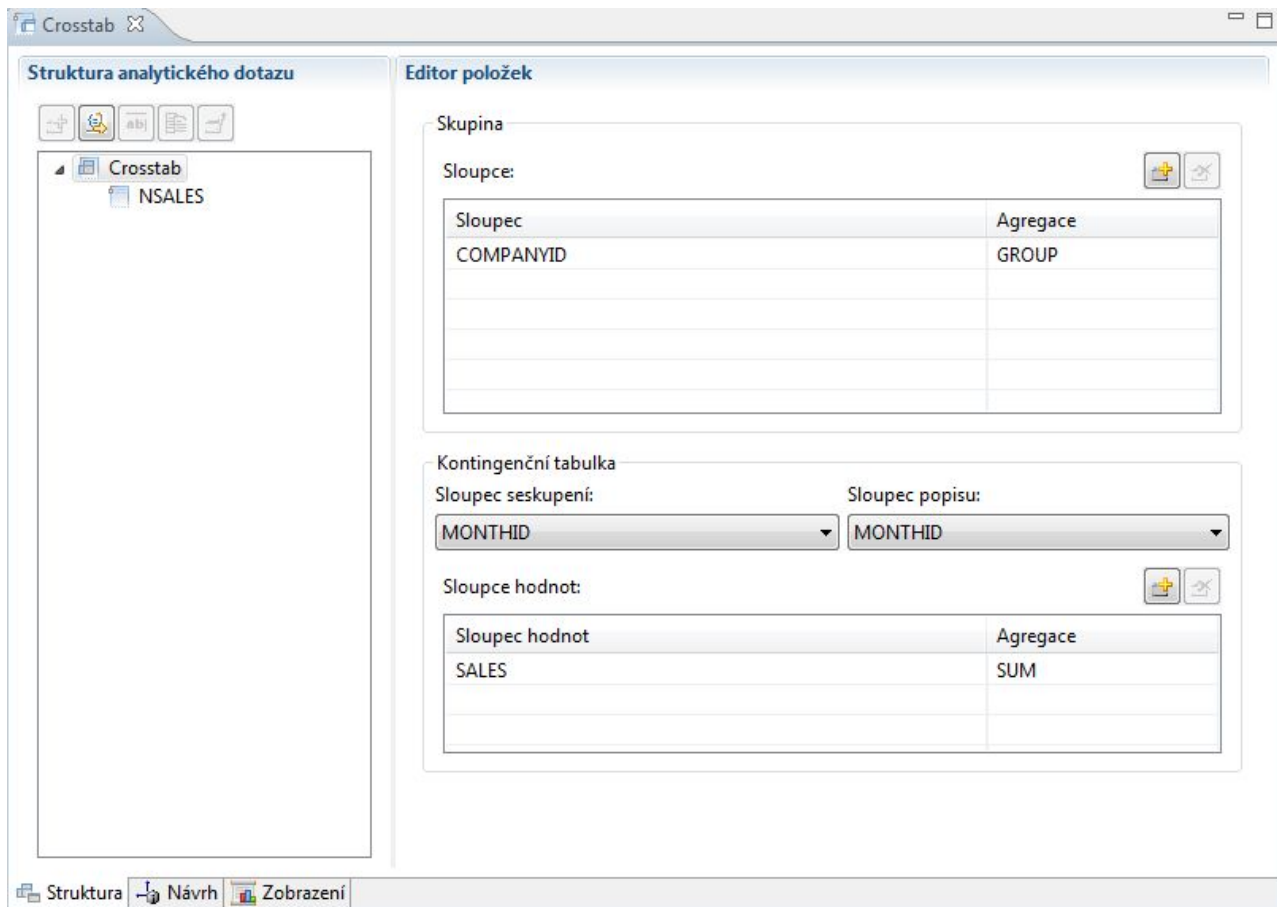 Crosstab
Struktura analytického dotazu
Editor položek
ab|
Crosstab
NSALES
Skupina
Sloupce:
Sloupec Agregace
COMPANYID GROUP
Kontingenční tabulka
Sloupec seskupení: Sloupec popisu:
MONTHID MONTHID
Sloupce hodnot:
Sloupec hodnot Agregace
SALES SUM
Struktura Návrh Zobrazení